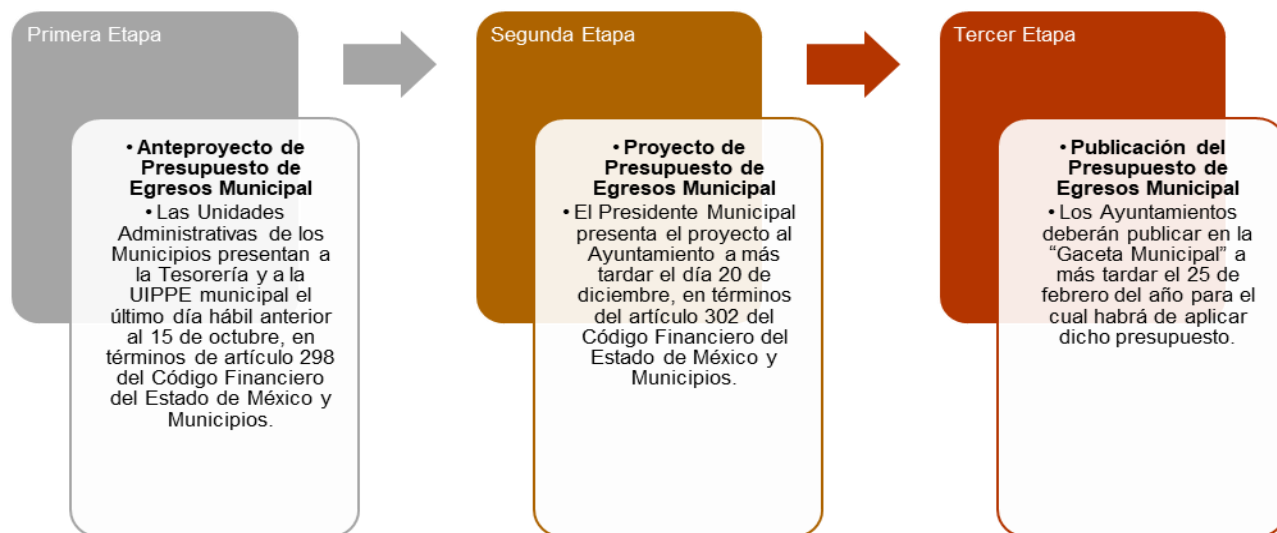 Primera Etapa
• Anteproyecto de
Presupuesto de
Egresos Municipal
• Las Unidades
Administrativas de los
Municipios presentan a
la Tesorería y a la
UIPPE municipal el
último día hábil anterior
al 15 de octubre, en
términos de artículo 298
del Código Financiero
del Estado de México y
Municipios.
Segunda Etapa
• Proyecto de
Presupuesto de
Egresos Municipal
• El Presidente Municipal
presenta el proyecto al
Ayuntamiento a más
tardar el día 20 de
diciembre, en términos
del artículo 302 del
Código Financiero del
Estado de México y
Municipios.
Tercer Etapa
• Publicación del
Presupuesto de
Egresos Municipal
• Los Ayuntamientos
deberán publicar en la
“Gaceta Municipal” a
más tardar el 25 de
febrero del año para el
cual habrá de aplicar
dicho presupuesto.